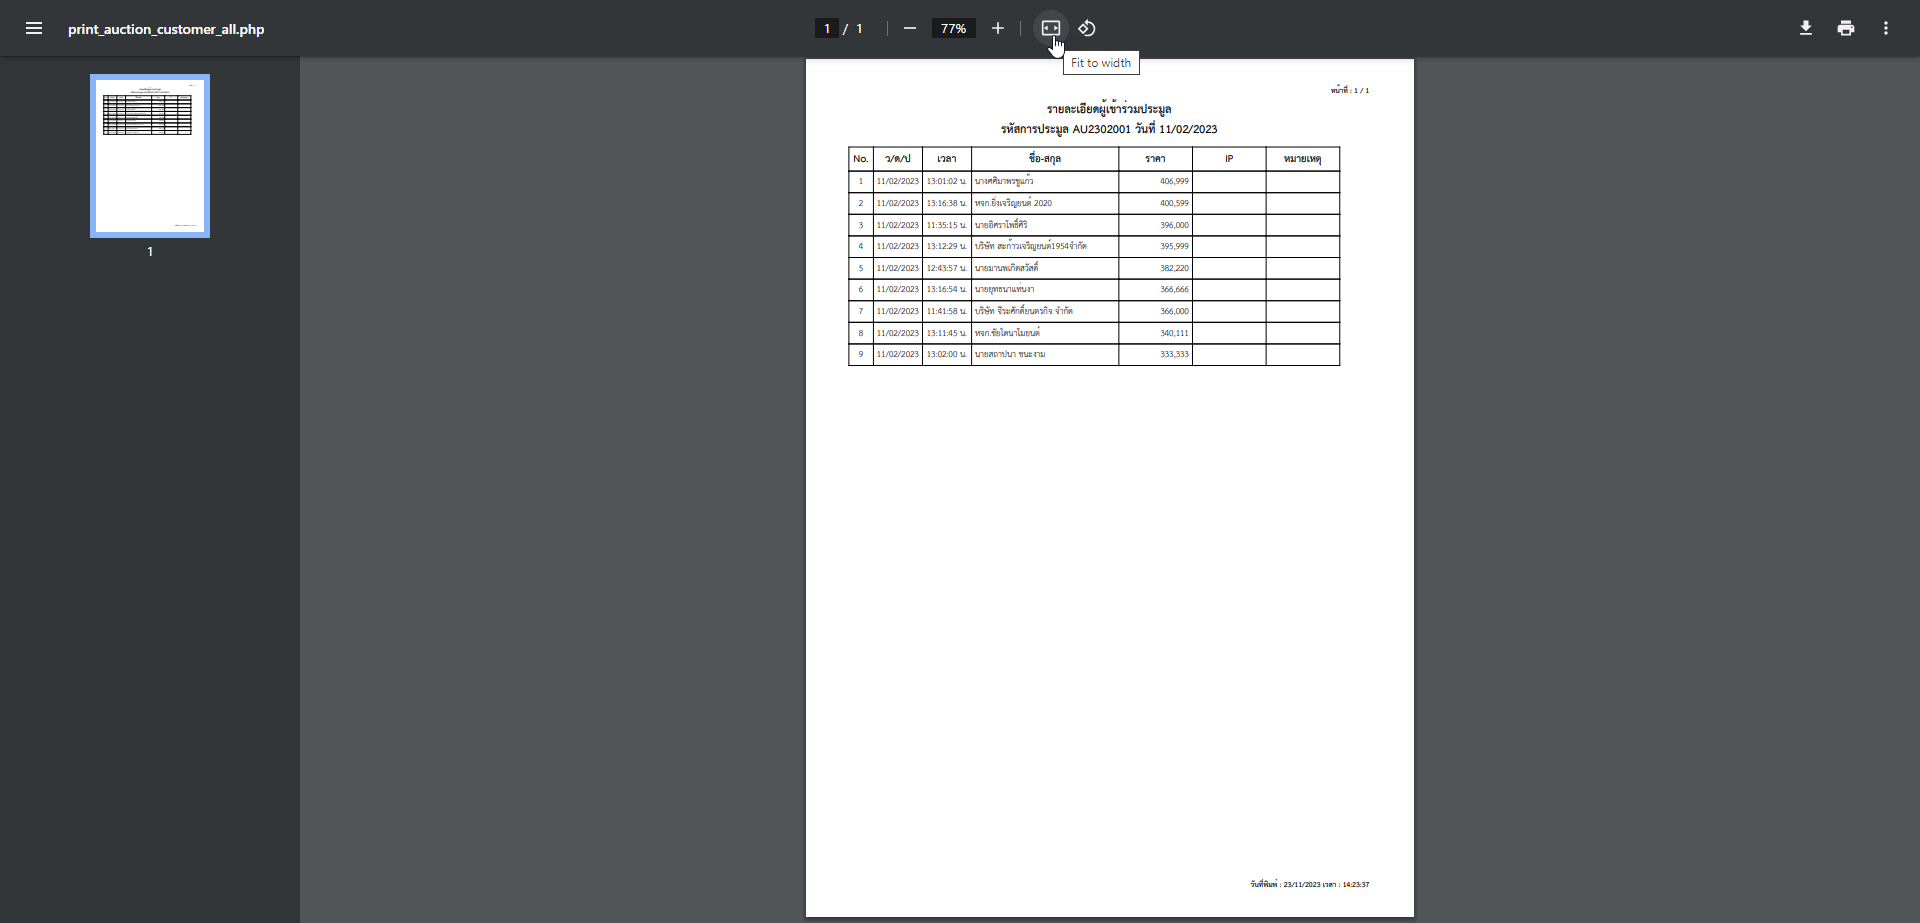 print_auction_customer_all.php
1 / 1
77%
Fit to width
1
หน้าที่ : 1 / 1
รายละเอียดผู้เข้าร่วมประมูล
รหัสการประมูล AU2302001 วันที่ 11/02/2023
No. ว/ด/ป เวลา ชื่อ-สกุล ราคา IP หมายเหตุ
1 11/02/2023 13:01:02 น. นางศศิมาพรชูแก้ว 406,999
2 11/02/2023 13:16:38 น. หจก.ยิ่งเจริญยนต์ 2020 400,599
3 11/02/2023 11:35:15 น. นายอิศราโพธิ์ศิริ 396,000
4 11/02/2023 13:12:29 น. บริษัท สะก้าวเจริญยนต์1954จำกัด 395,999
5 11/02/2023 12:43:57 น. นายมานพเกิดสวัสดิ์ 382,220
6 11/02/2023 13:16:54 น. นายยุทธนาแท่นงา 366,666
7 11/02/2023 11:41:58 น. บริษัท จีระศักดิ์ยนตรกิจ จำกัด 366,000
8 11/02/2023 13:11:45 น. หจก.ชัยโตนาโมยนต์ 340,111
9 11/02/2023 13:02:00 น. นายสถาปนา ชนะงาม 333,333
วันที่พิมพ์ : 23/11/2023 เวลา : 14:23:37